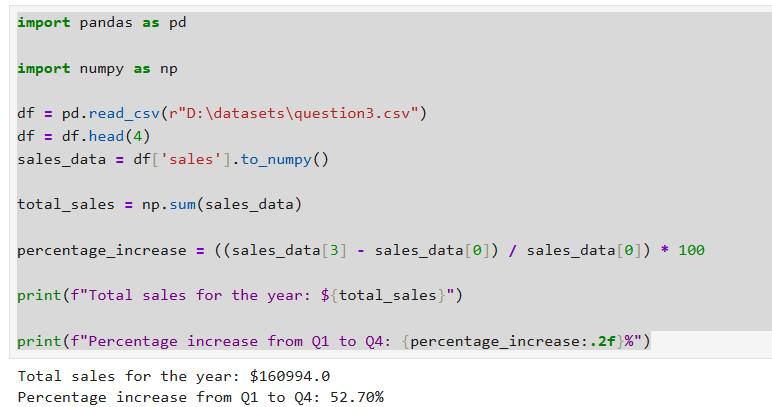 import pandas as pd
import numpy as np
df = pd.read_csv(r"D:\datasets\question3.csv")
df = df.head(4)
sales_data = df['sales'].to_numpy()
total_sales = np.sum(sales_data)
percentage_increase = ((sales_data[3] - sales_data[0]) / sales_data[0]) * 100
print(f"Total sales for the year: ${total_sales}")
print(f"Percentage increase from Q1 to Q4: {percentage_increase:.2f}%")
Total sales for the year: $160994.0
Percentage increase from Q1 to Q4: 52.70%